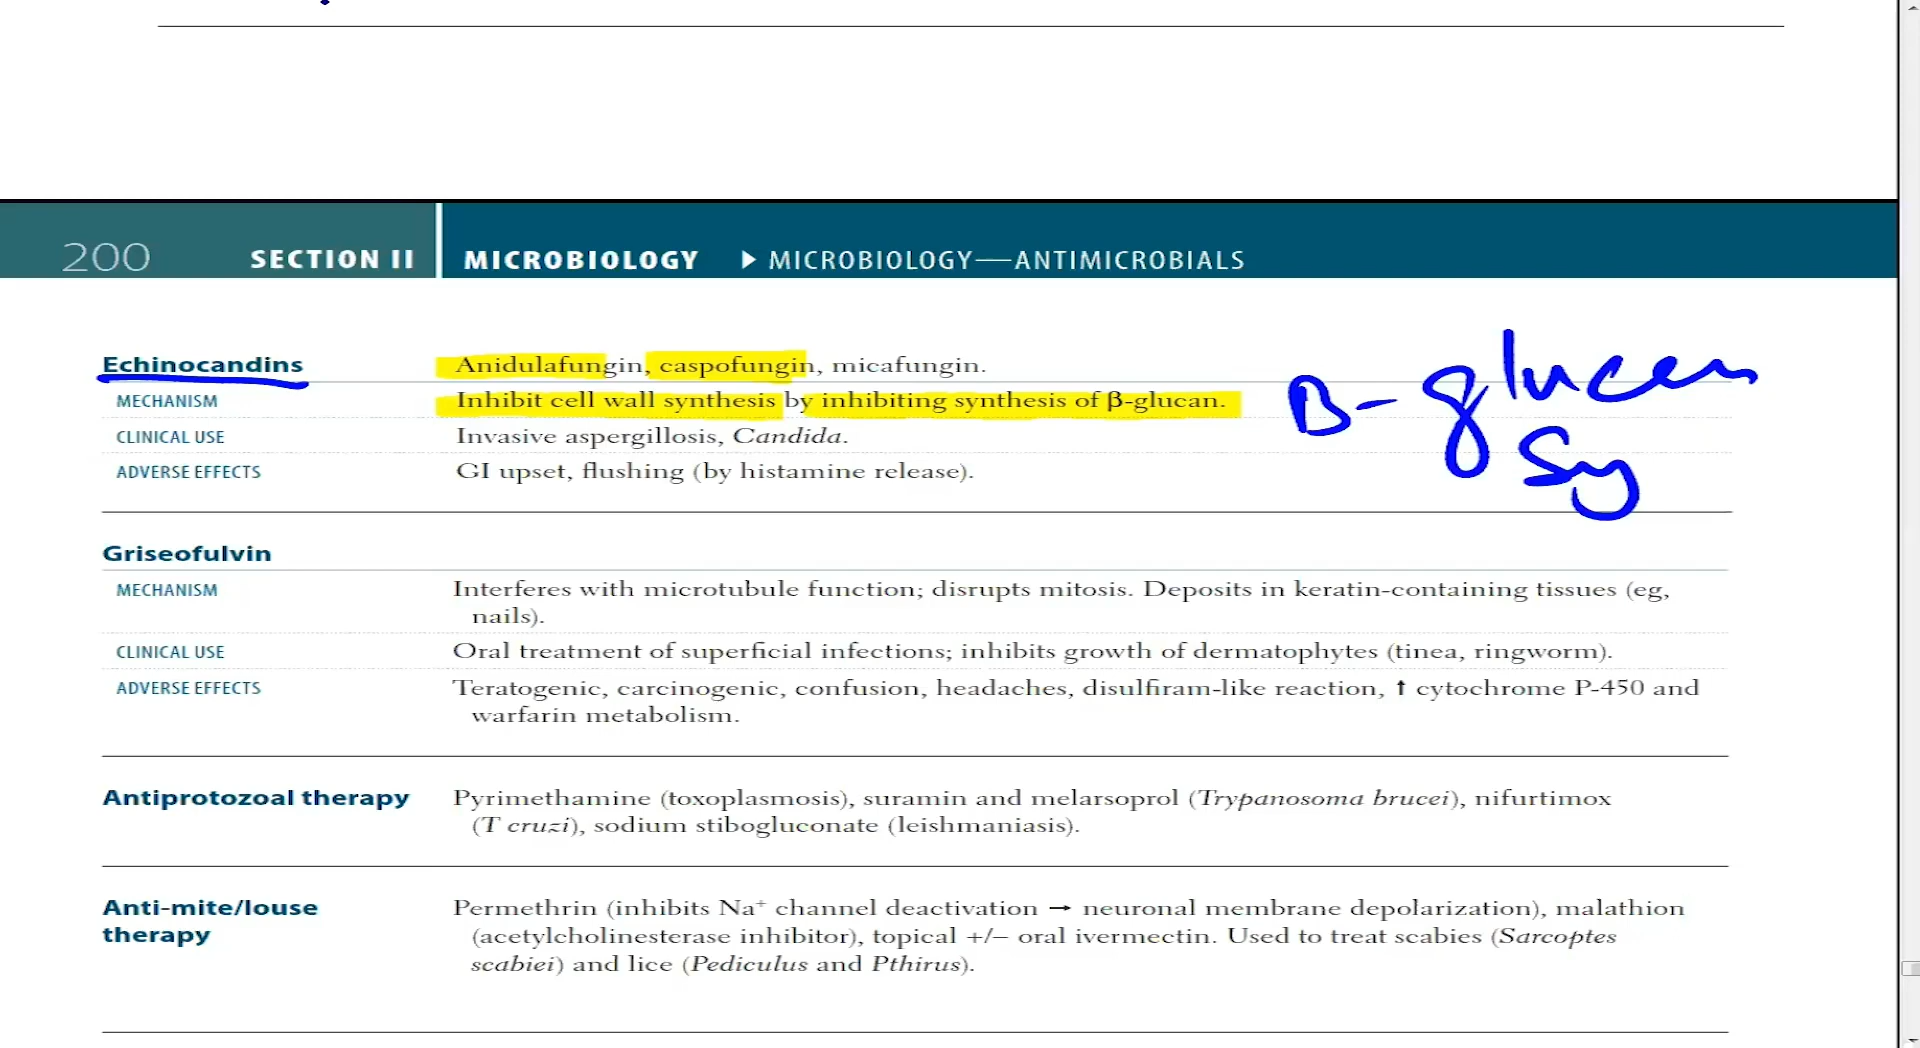 200 SECTION II MICROBIOLOGY ▶ MICROBIOLOGY—ANTIMICROBIALS
Echinocandins Anidulafungin, caspofungin, micafungin.
MECHANISM Inhibit cell wall synthesis by inhibiting synthesis of β-glucan.
CLINICAL USE Invasive aspergillosis, Candida.
ADVERSE EFFECTS GI upset, flushing (by histamine release).
B-glucan
Sy
Griseofulvin
MECHANISM Interferes with microtubule function; disrupts mitosis. Deposits in keratin-containing tissues (eg,
nails).
CLINICAL USE Oral treatment of superficial infections; inhibits growth of dermatophytes (tinea, ringworm).
ADVERSE EFFECTS Teratogenic, carcinogenic, confusion, headaches, disulfiram-like reaction, ↑ cytochrome P-450 and
warfarin metabolism.
Antiprotozoal therapy Pyrimethamine (toxoplasmosis), suramin and melarsoprol (Trypanosoma brucei), nifurtimox
(T cruzi), sodium stibogluconate (leishmaniasis).
Anti-mite/louse Permethrin (inhibits Na⁺ channel deactivation → neuronal membrane depolarization), malathion
therapy (acetylcholinesterase inhibitor), topical +/− oral ivermectin. Used to treat scabies (Sarcoptes
scabiei) and lice (Pediculus and Pthirus).